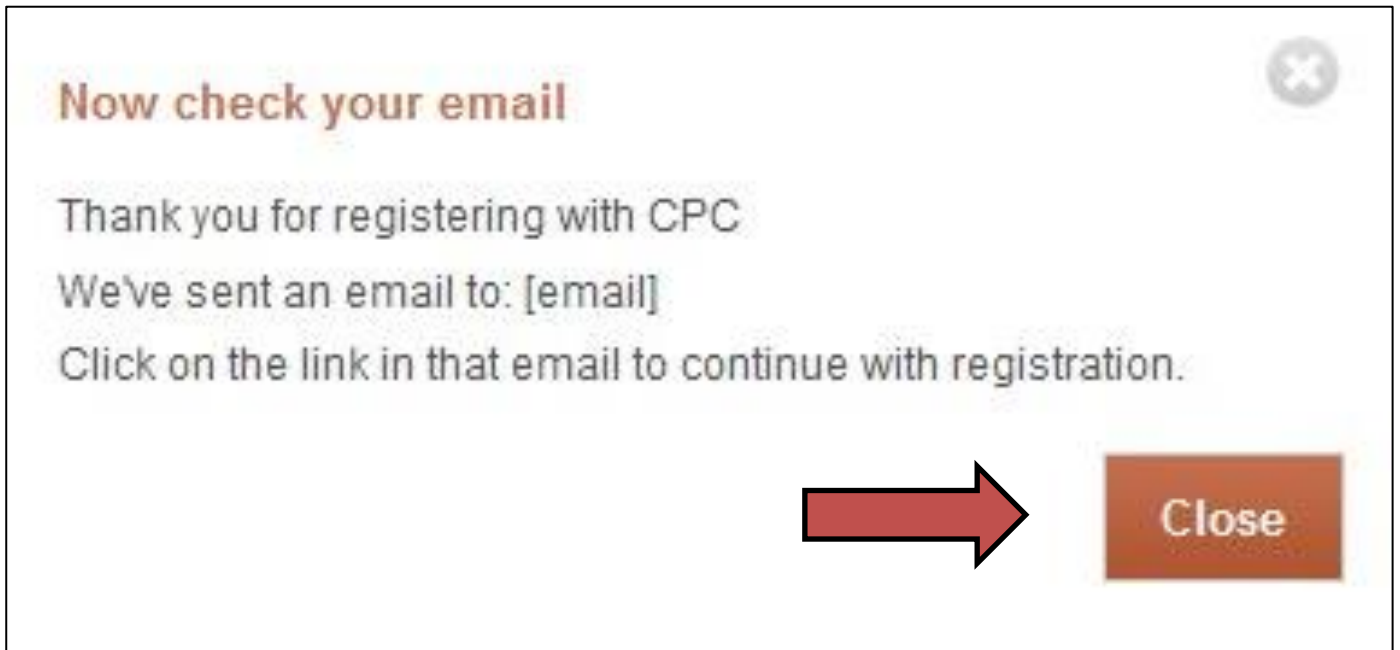 Now check your email
Thank you for registering with CPC
We've sent an email to: [email]
Click on the link in that email to continue with registration.
Close